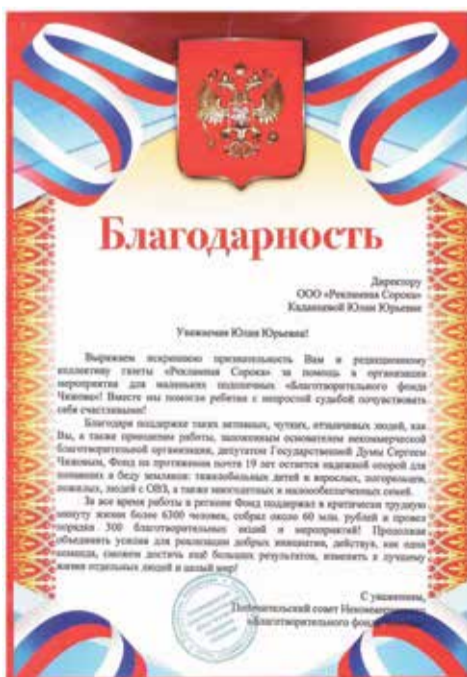 Благодарность
Директору
ООО «Рекламная Сорока»
Каданцевой Юлии Юрьевне
Уважаемая Юлия Юрьевна!
Выражаем искреннюю признательность Вам и редакционному
коллективу газеты «Рекламная Сорока» за помощь в организации
мероприятия для маленьких подопечных «Благотворительного фонда
Чижова»! Вместе мы помогли ребятам с непростой судьбой почувствовать
себя счастливыми!
Благодаря поддержке таких активных, чутких, отзывчивых людей, как
Вы, а также принципам работы, заложенным основателем некоммерческой
благотворительной организации, депутатом Государственной Думы Сергеем
Чижовым, Фонд на протяжении почти 19 лет остается надежной опорой для
попавших в беду земляков: тяжелобольных детей и взрослых, погорельцев,
пожилых, людей с ОВЗ, а также многодетных и малообеспеченных семей.
За все время работы в регионе Фонд поддержал в критически трудную
минуту жизни более 6300 человек, собрал около 60 млн. рублей и провел
порядка 300 благотворительных акций и мероприятий! Продолжая
объединять усилия для реализации добрых инициатив, действуя, как одна
команда, сможем достичь ещё больших результатов, изменить к лучшему
жизни отдельных людей и целый мир!
С уважением,
Попечительский совет
«Благотворительного фонда